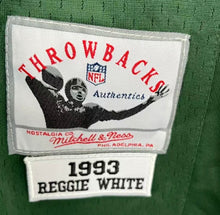 THROWBACKS
NFL
Authentics
NOSTALGIA CO.
Mitchell & Ness
PHILADELPHIA, PA
1993
REGGIE WHITE